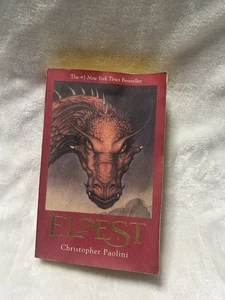 The #1 New York Times Bestseller
ELDEST
Christopher Paolini